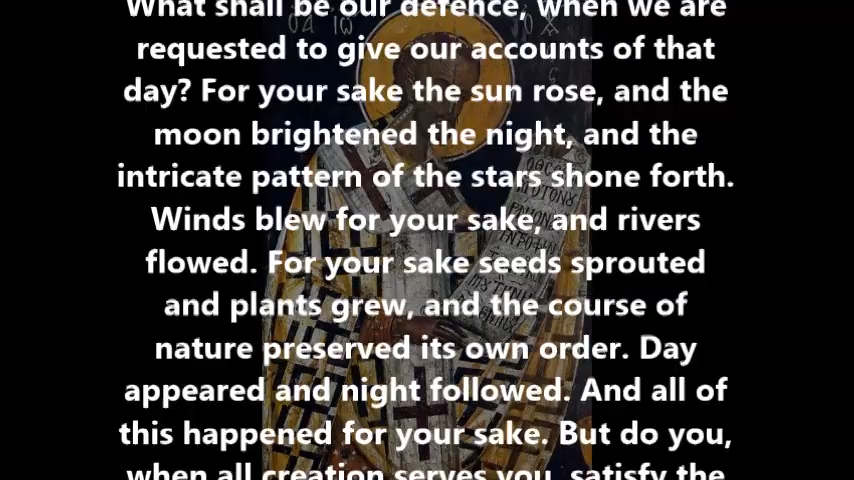 What shall be our defence, when we are
requested to give our accounts of that
day? For your sake the sun rose, and the
moon brightened the night, and the
intricate pattern of the stars shone forth.
Winds blew for your sake, and rivers
flowed. For your sake seeds sprouted
and plants grew, and the course of
nature preserved its own order. Day
appeared and night followed. And all of
this happened for your sake. But do you,
when all creation serves you, satisfy the